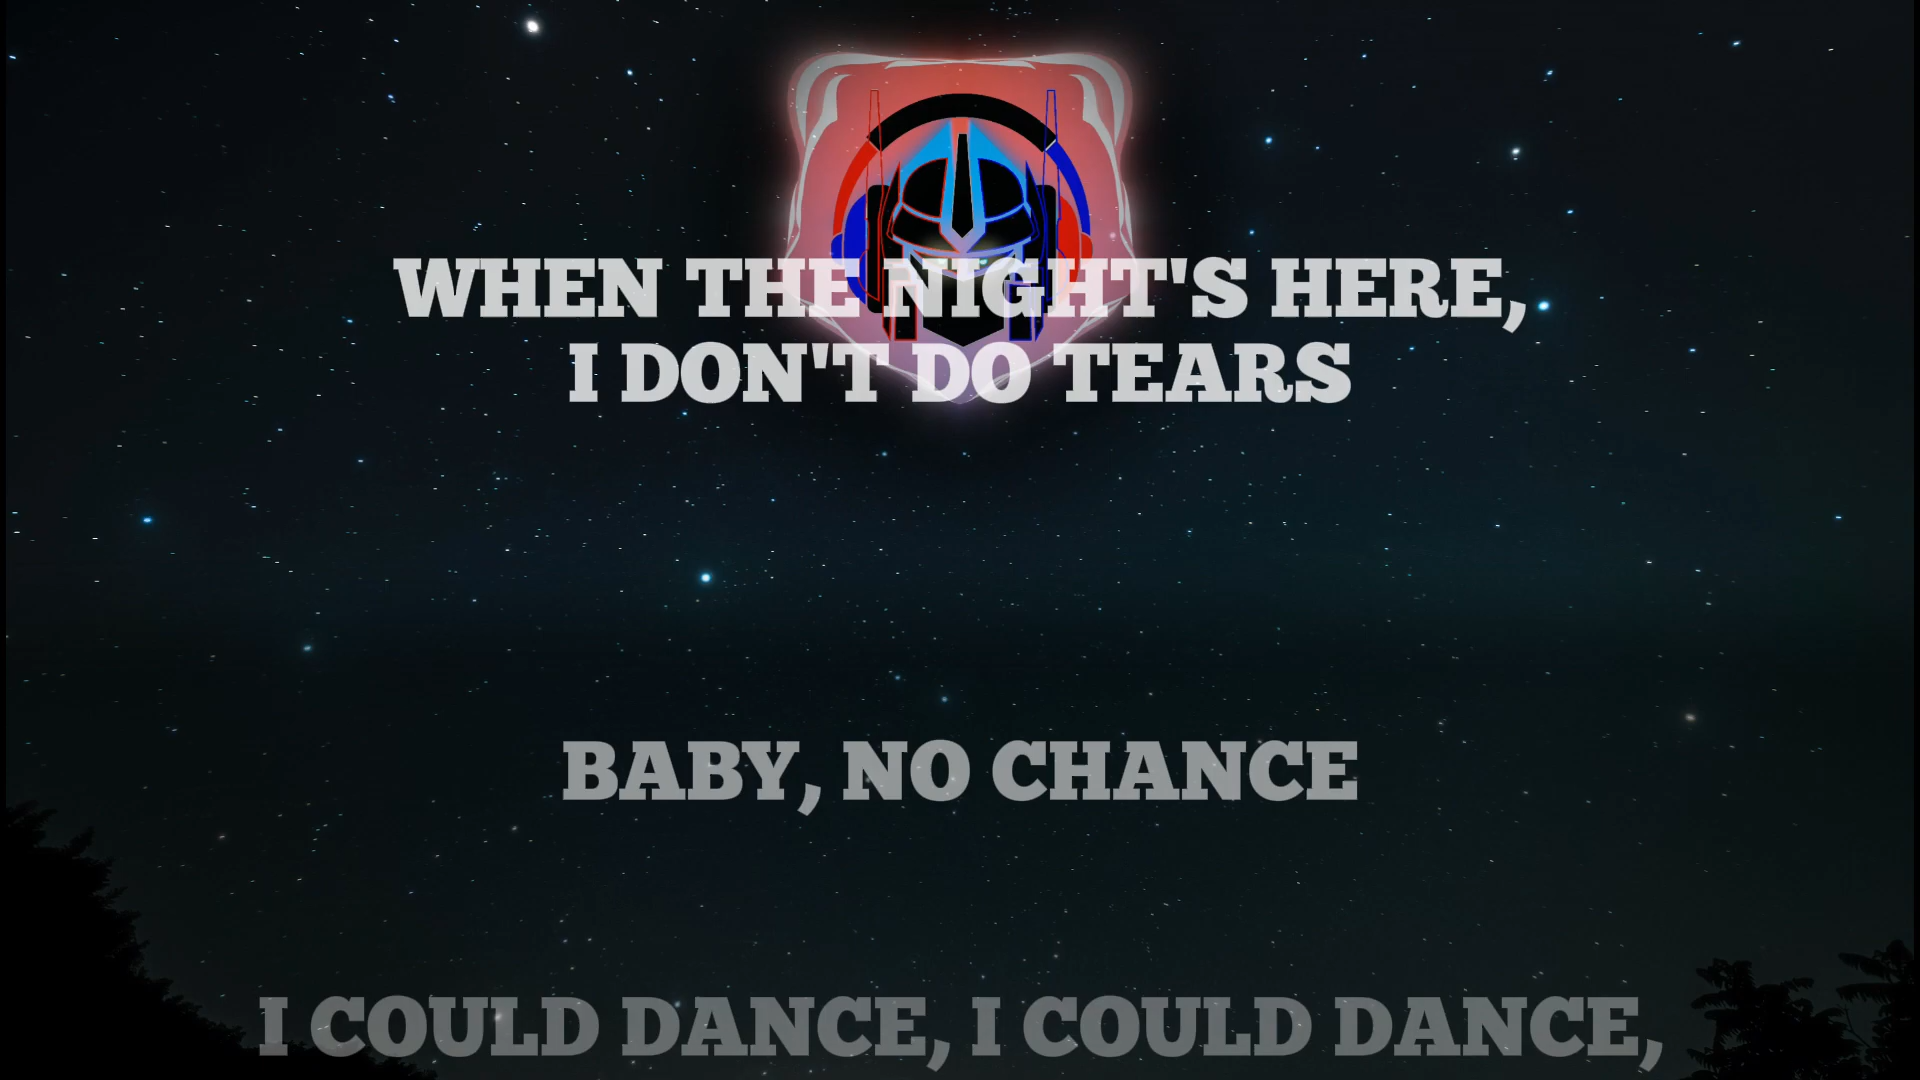 WHEN THE NIGHT'S HERE,
I DON'T DO TEARS
BABY, NO CHANCE
I COULD DANCE, I COULD DANCE,